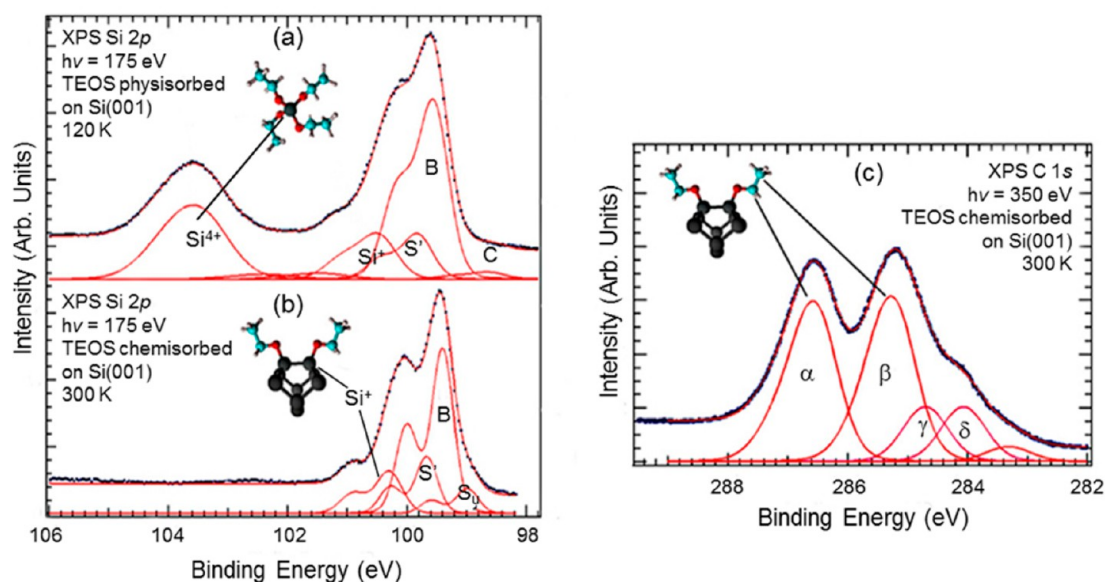 XPS Si 2p
hν = 175 eV
TEOS physisorbed
on Si(001)
120 K
(a)
B
Si4+
Si+
S'
C
XPS Si 2p
hν = 175 eV
TEOS chemisorbed
on Si(001)
300 K
(b)
Si+
B
S'
Su
106
104
102
100
98
Binding Energy (eV)
Intensity (Arb. Units)
(c)
XPS C 1s
hν = 350 eV
TEOS chemisorbed
on Si(001)
300 K
α
β
γ
δ
288
286
284
282
Binding Energy (eV)
Intensity (Arb. Units)